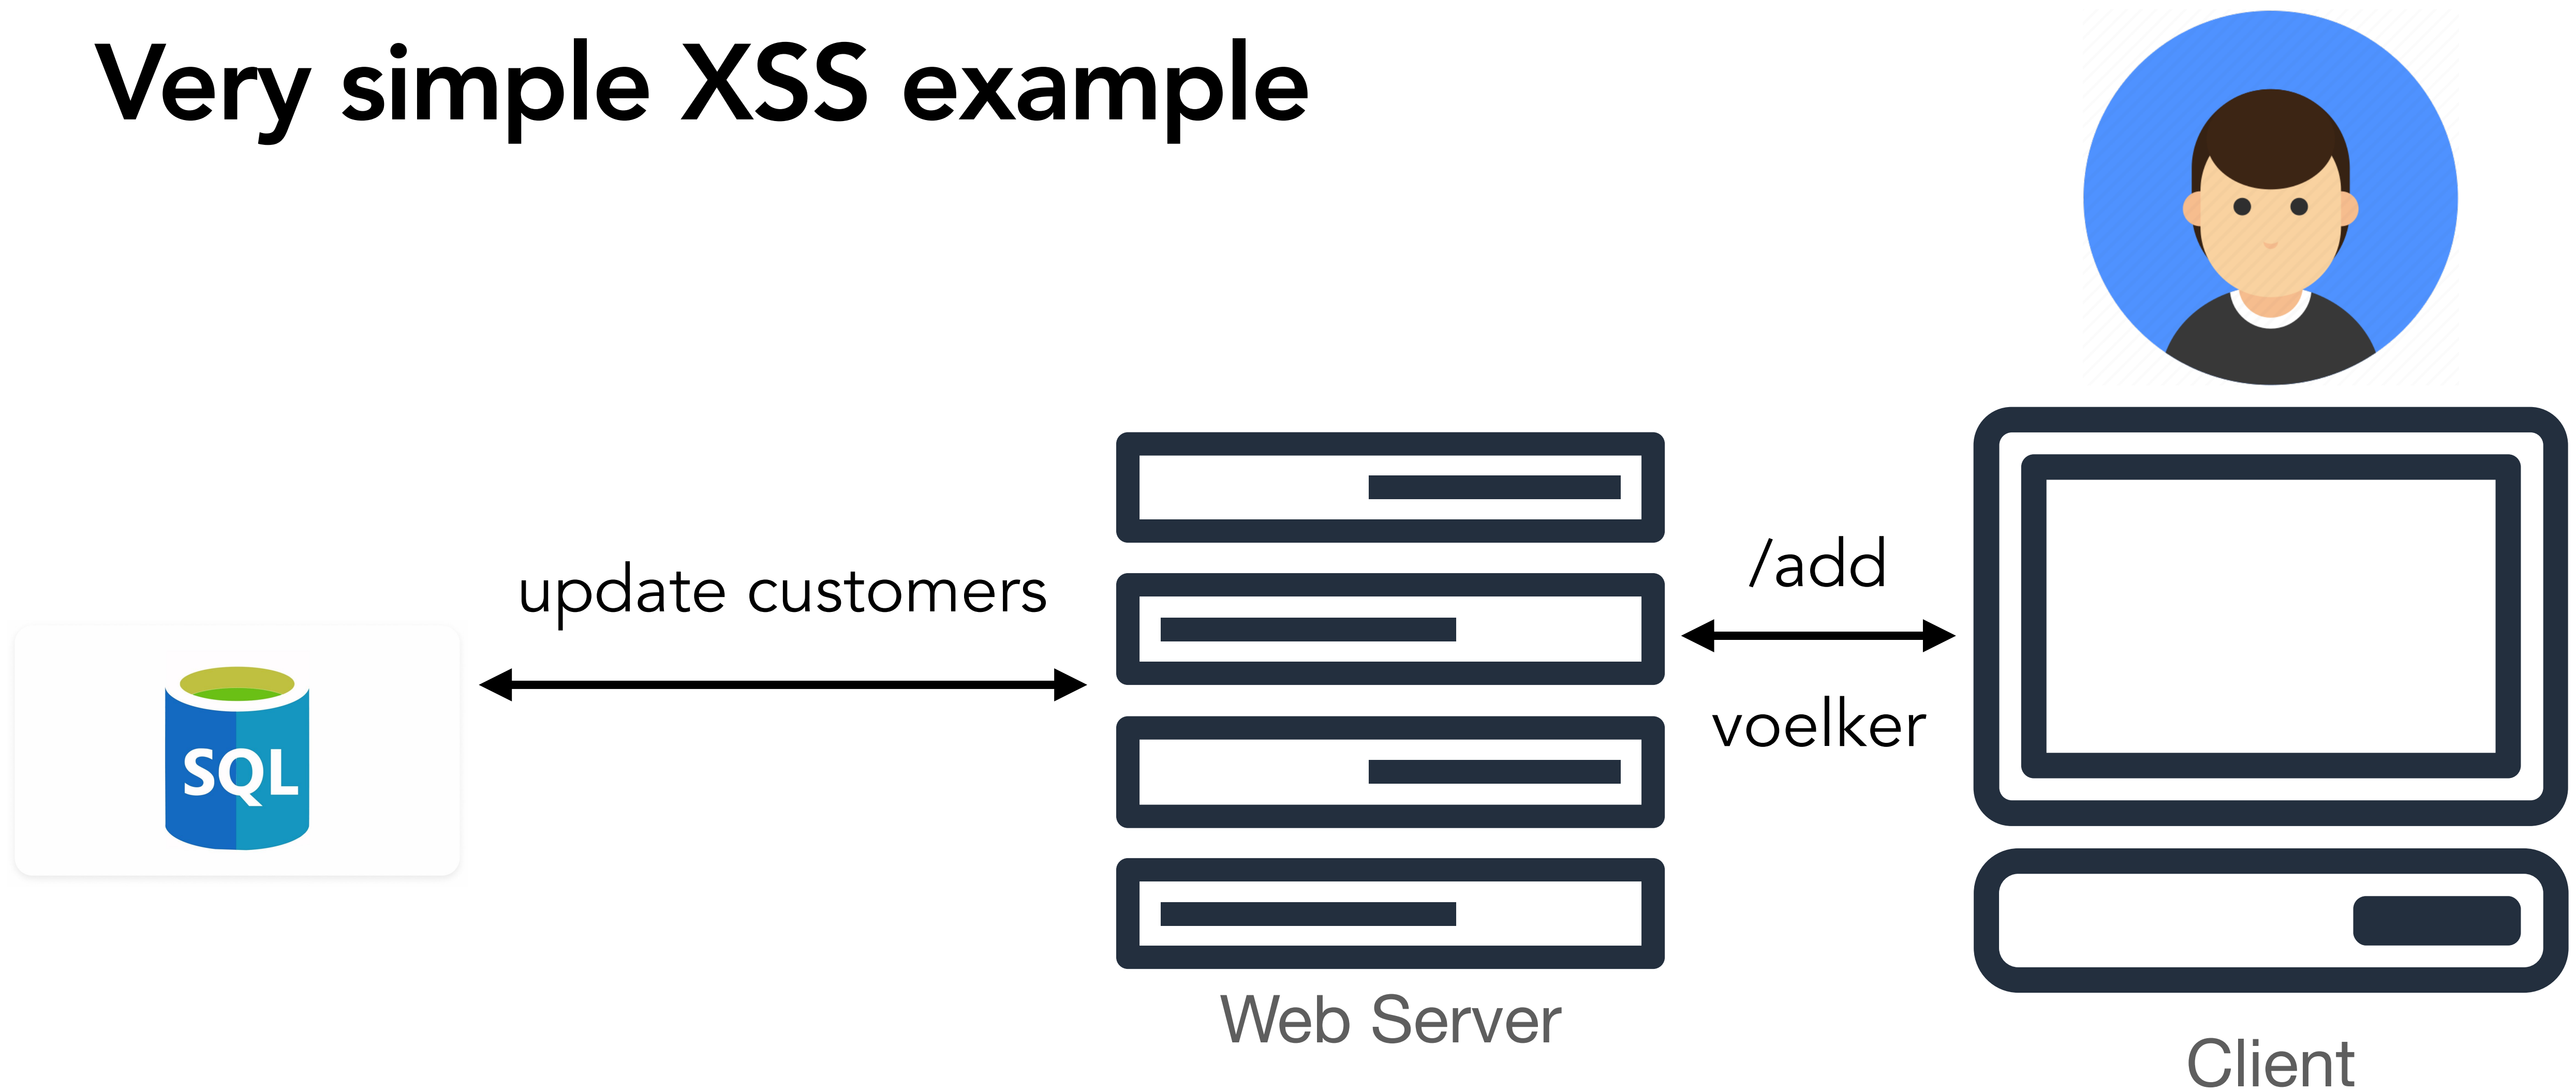 Very simple XSS example
update customers
/add
voelker
SQL
Web Server
Client